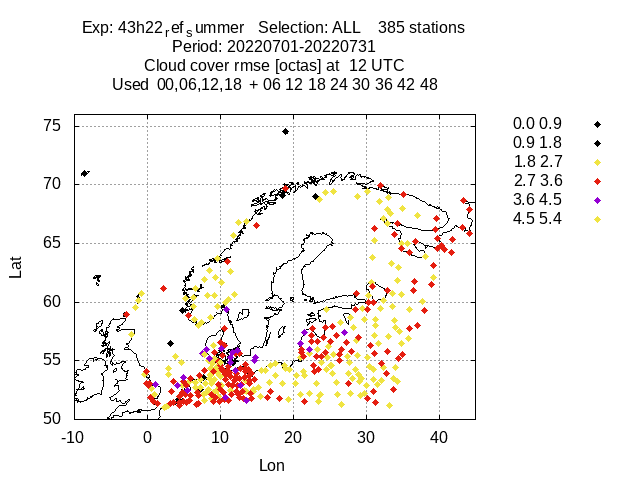 Exp: 43h22refsummer Selection: ALL 385 stations
Period: 20220701-20220731
Cloud cover rmse [octas] at 12 UTC
Used 00,06,12,18 + 06 12 18 24 30 36 42 48
75
70
65
60
55
50
Lat
-10 0 10 20 30 40
Lon
0.0 0.9
0.9 1.8
1.8 2.7
2.7 3.6
3.6 4.5
4.5 5.4